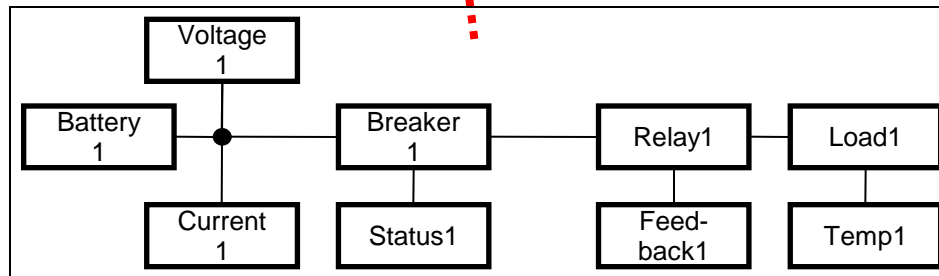 Voltage
1
Battery
1
Breaker
1
Relay1
Load1
Current
1
Status1
Feed-
back1
Temp1